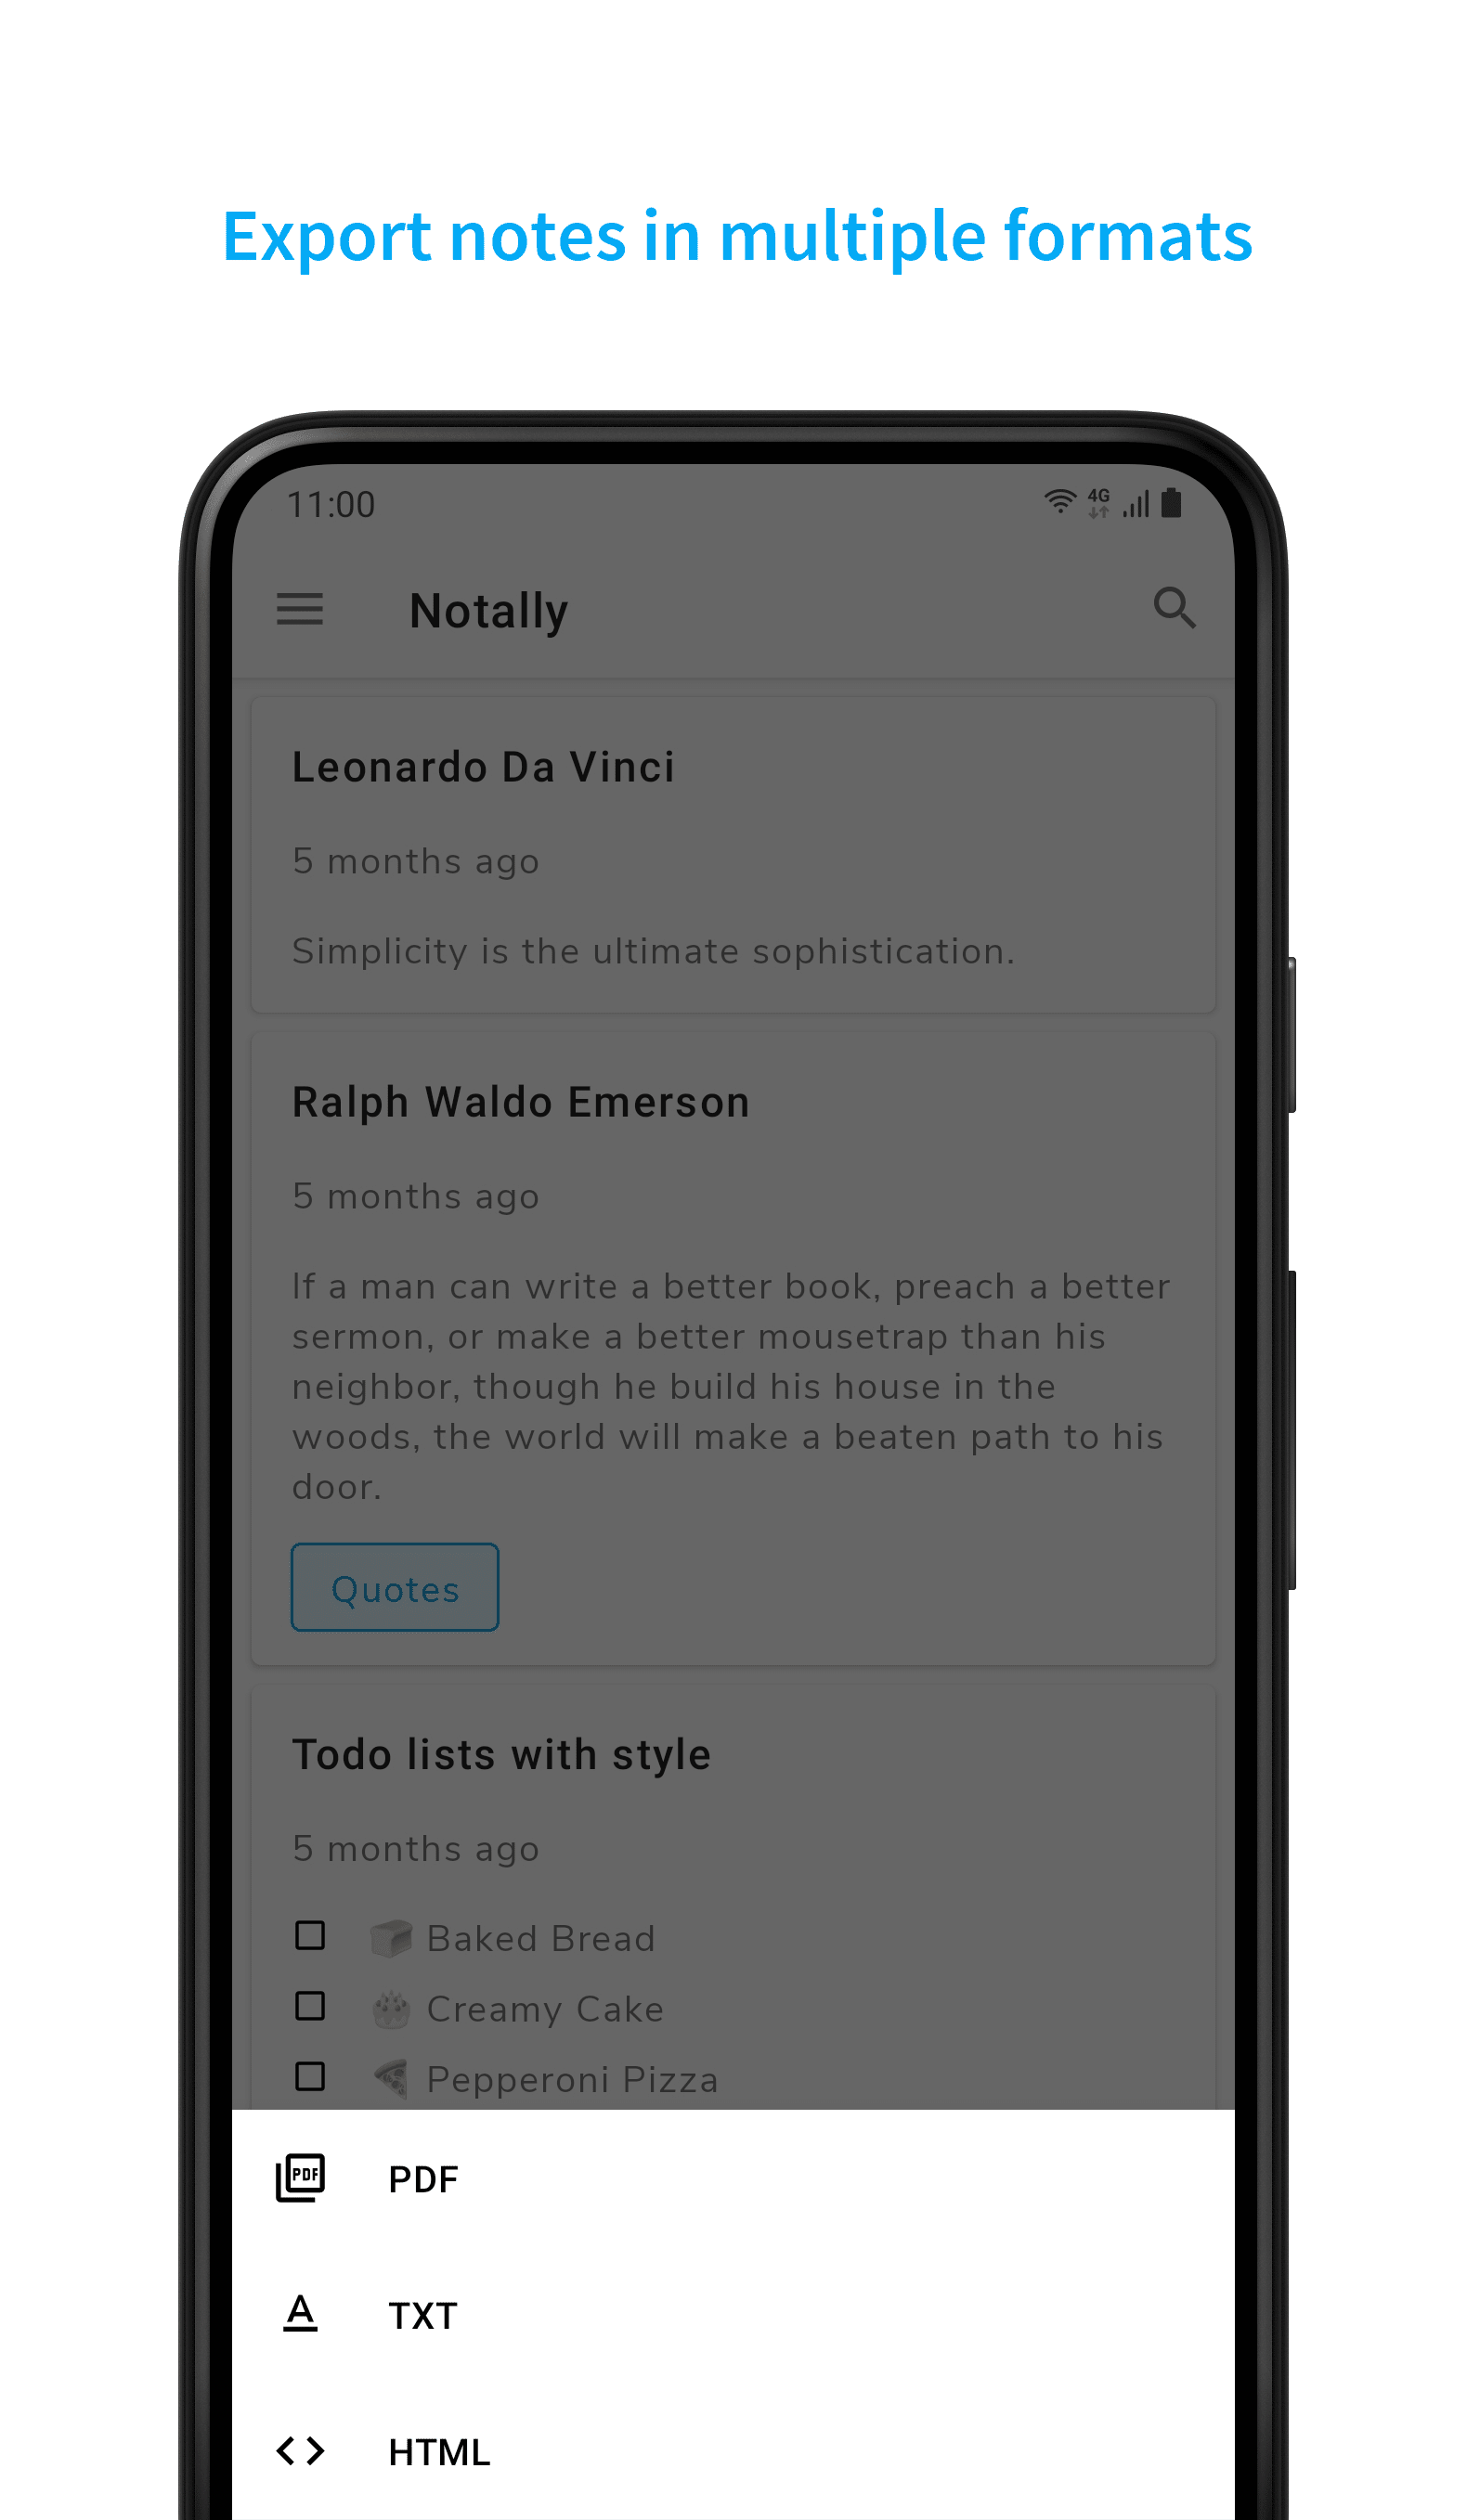 Export notes in multiple formats
11:00
4G
Notally
Leonardo Da Vinci
5 months ago
Simplicity is the ultimate sophistication.
Ralph Waldo Emerson
5 months ago
If a man can write a better book, preach a better
sermon, or make a better mousetrap than his
neighbor, though he build his house in the
woods, the world will make a beaten path to his
door.
Quotes
Todo lists with style
5 months ago
🍞 Baked Bread
🎂 Creamy Cake
🍕 Pepperoni Pizza
PDF PDF
A TXT
<> HTML